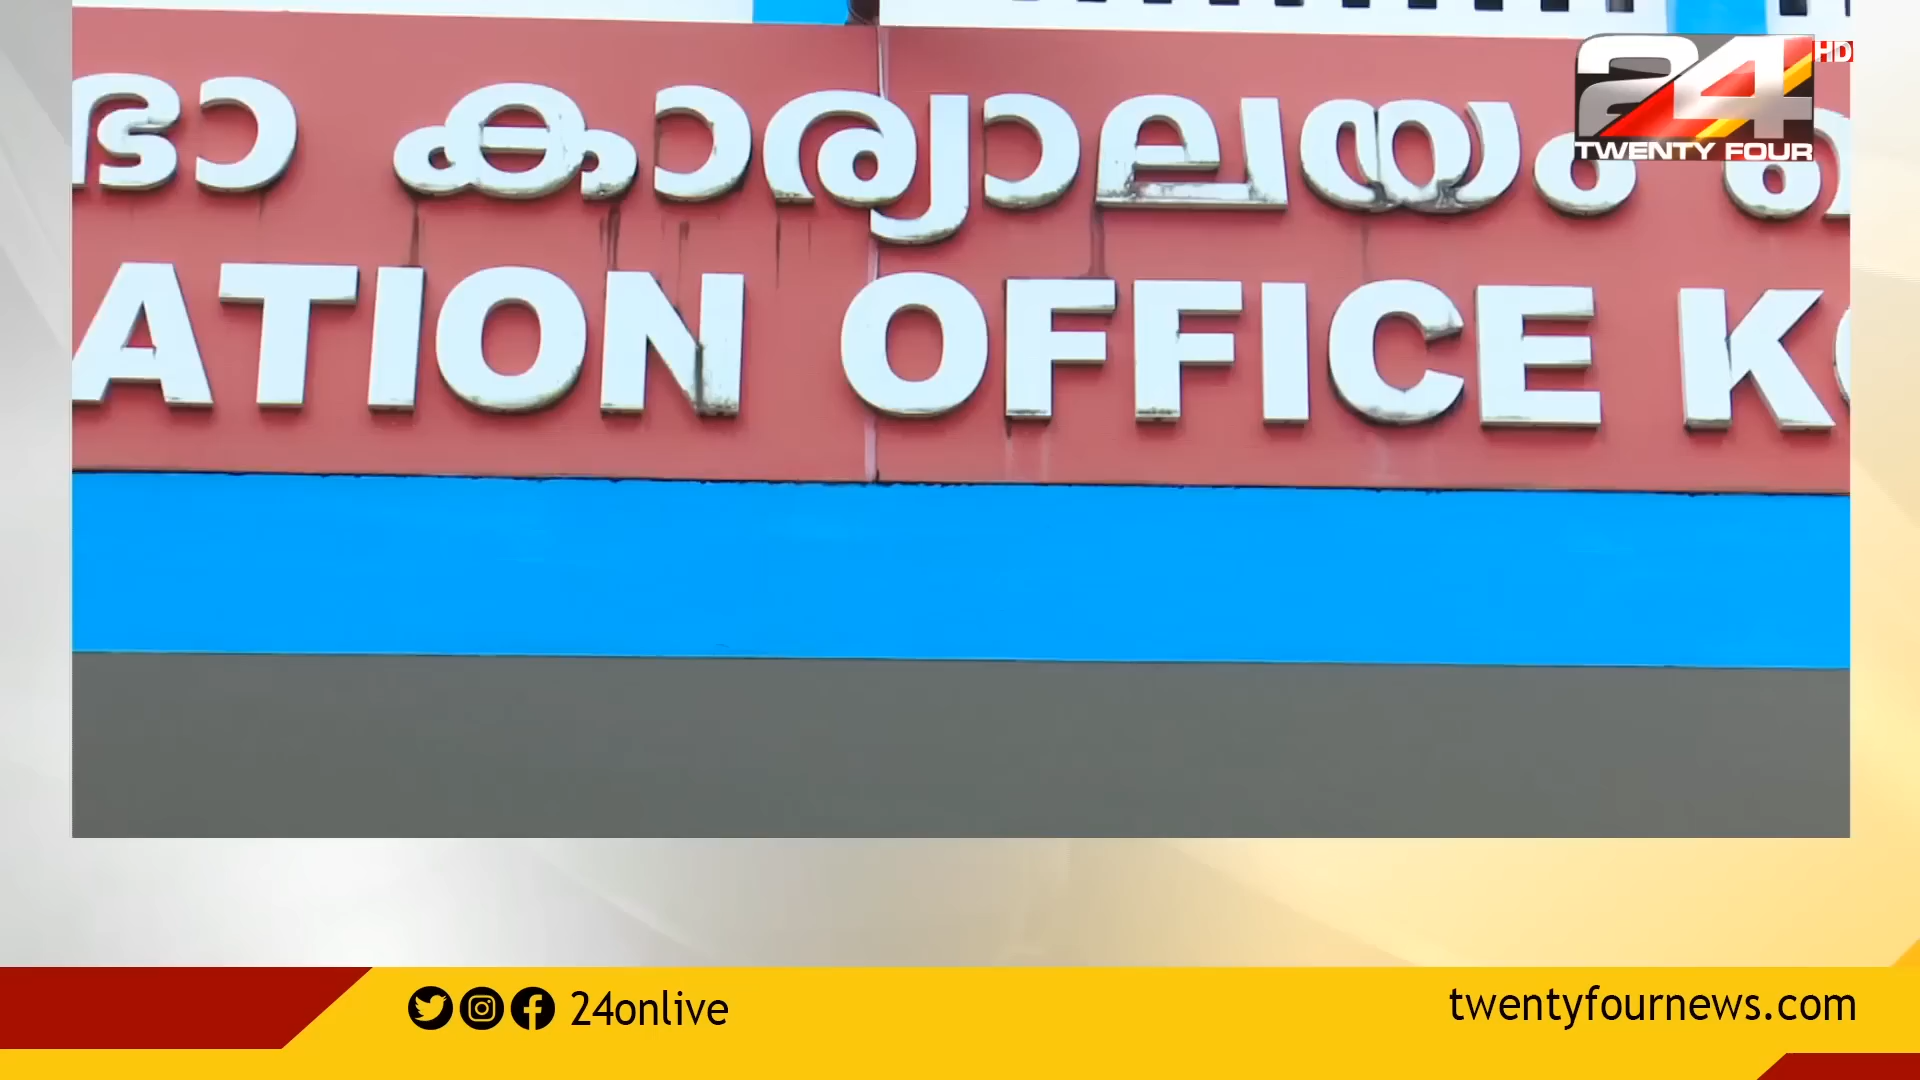 കാര്യാലയം
ATION OFFICE
24
HD
TWENTY FOUR
24onlive
twentyfournews.com